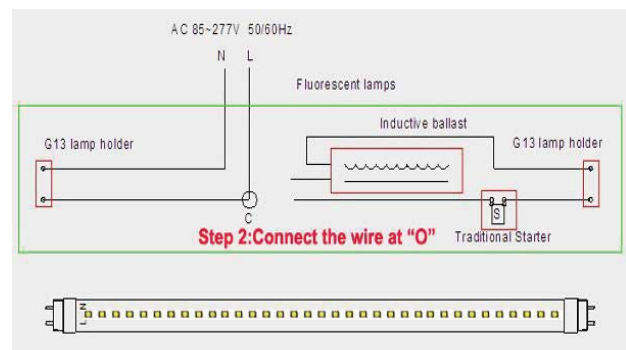 AC 85~277V 50/60Hz
N L
Fluorescent lamps
Inductive ballast
G13 lamp holder
G13 lamp holder
C
S
Step 2:Connect the wire at “O”
Traditional Starter
N
L